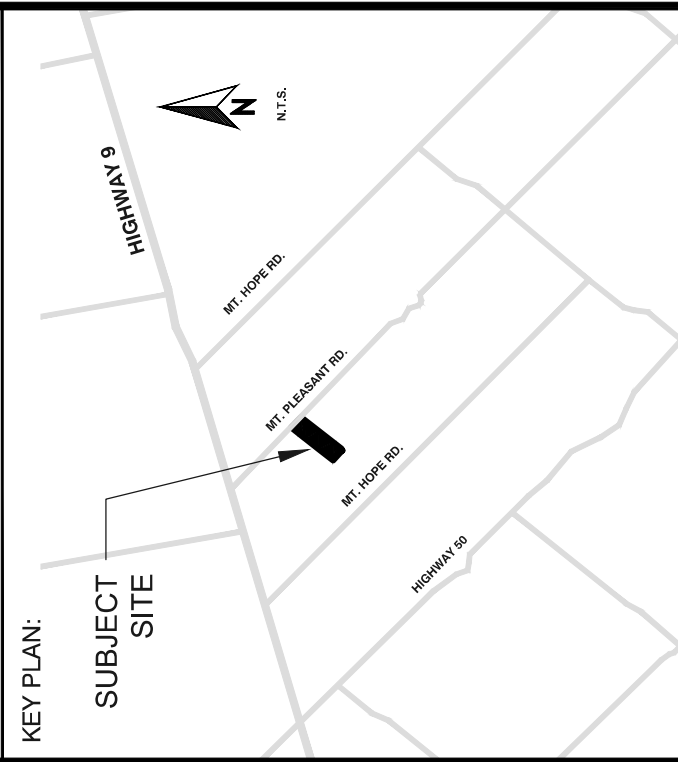 KEY PLAN:
SUBJECT
SITE
HIGHWAY 9
N
N.T.S.
MT. HOPE RD.
MT. PLEASANT RD.
MT. HOPE RD.
HIGHWAY 50